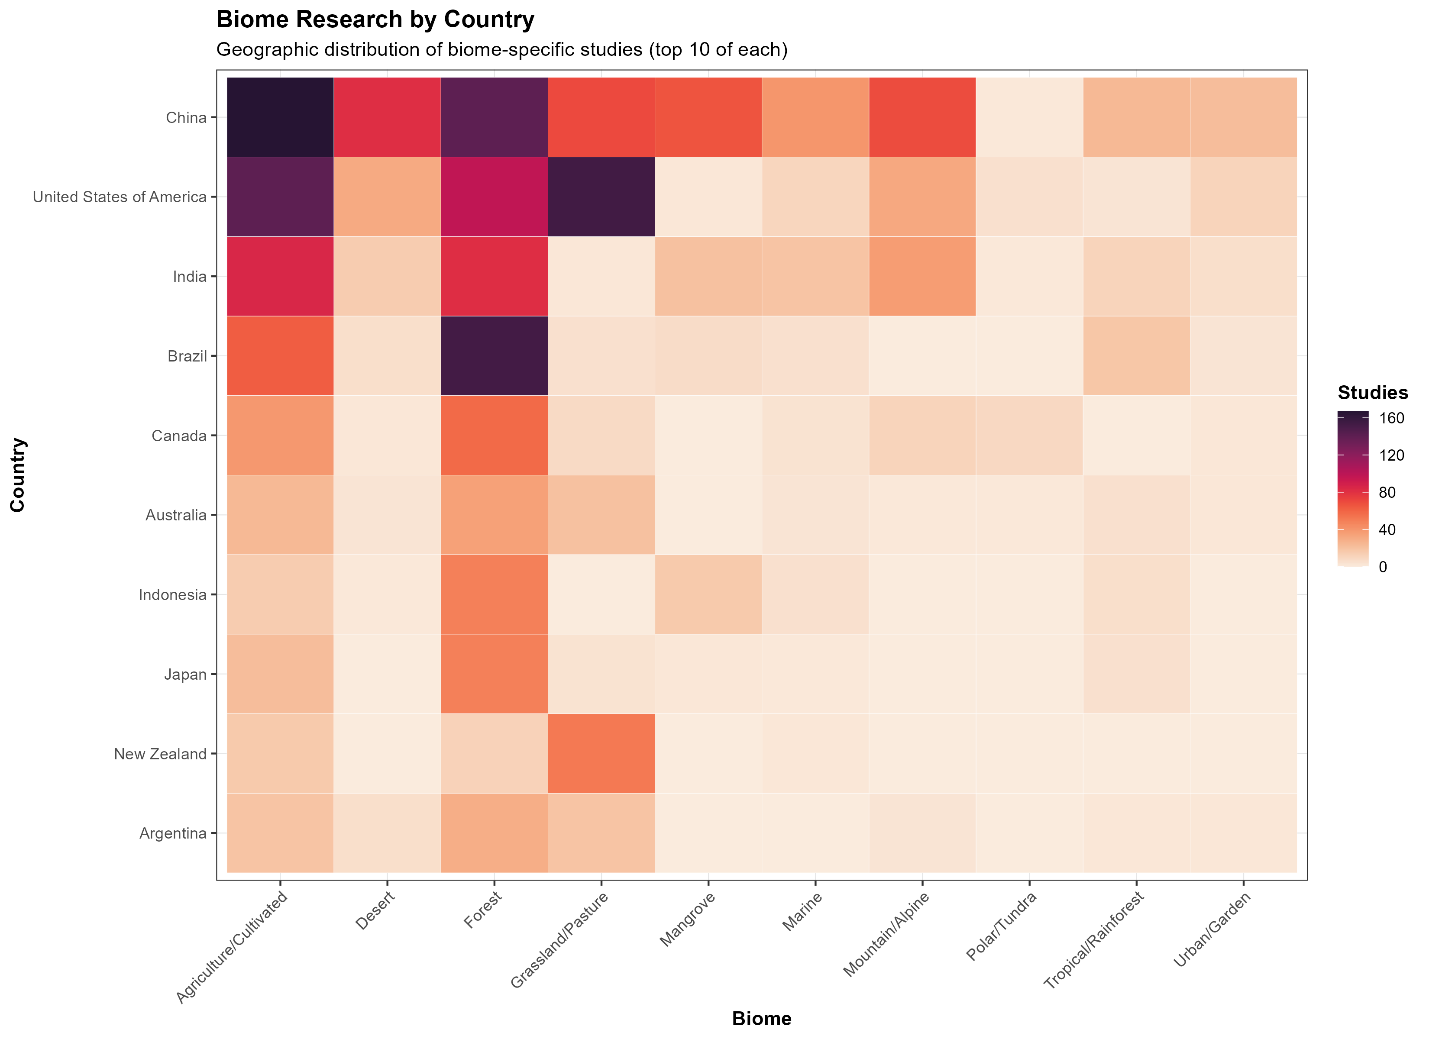 Biome Research by Country
Geographic distribution of biome-specific studies (top 10 of each)
Country
China
United States of America
India
Brazil
Canada
Australia
Indonesia
Japan
New Zealand
Argentina
Agriculture/Cultivated
Desert
Forest
Grassland/Pasture
Mangrove
Marine
Mountain/Alpine
Polar/Tundra
Tropical/Rainforest
Urban/Garden
Biome
Studies
160
120
80
40
0